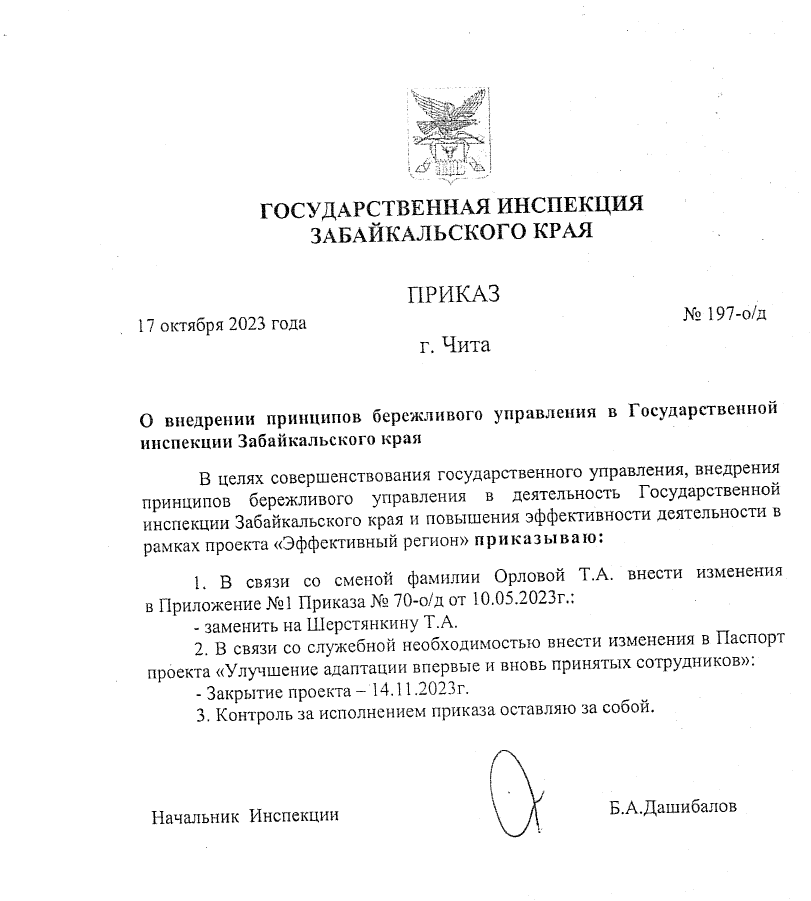 ГОСУДАРСТВЕННАЯ ИНСПЕКЦИЯ
ЗАБАЙКАЛЬСКОГО КРАЯ
ПРИКАЗ
17 октября 2023 года
№ 197-о/д
г. Чита
О внедрении принципов бережливого управления в Государственной
инспекции Забайкальского края
В целях совершенствования государственного управления, внедрения
принципов бережливого управления в деятельность Государственной
инспекции Забайкальского края и повышения эффективности деятельности в
рамках проекта «Эффективный регион» приказываю:
1. В связи со сменой фамилии Орловой Т.А. внести изменения
в Приложение №1 Приказа № 70-о/д от 10.05.2023г.:
- заменить на Шерстянкину Т.А.
2. В связи со служебной необходимостью внести изменения в Паспорт
проекта «Улучшение адаптации впервые и вновь принятых сотрудников»:
- Закрытие проекта – 14.11.2023г.
3. Контроль за исполнением приказа оставляю за собой.
Начальник Инспекции
Б.А.Дашибалов